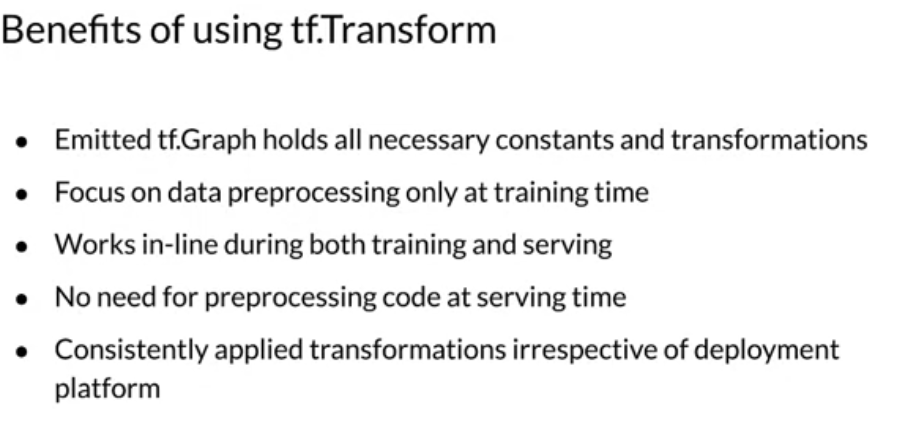 Benefits of using tf.Transform
• Emitted tf.Graph holds all necessary constants and transformations
• Focus on data preprocessing only at training time
• Works in-line during both training and serving
• No need for preprocessing code at serving time
• Consistently applied transformations irrespective of deployment
platform